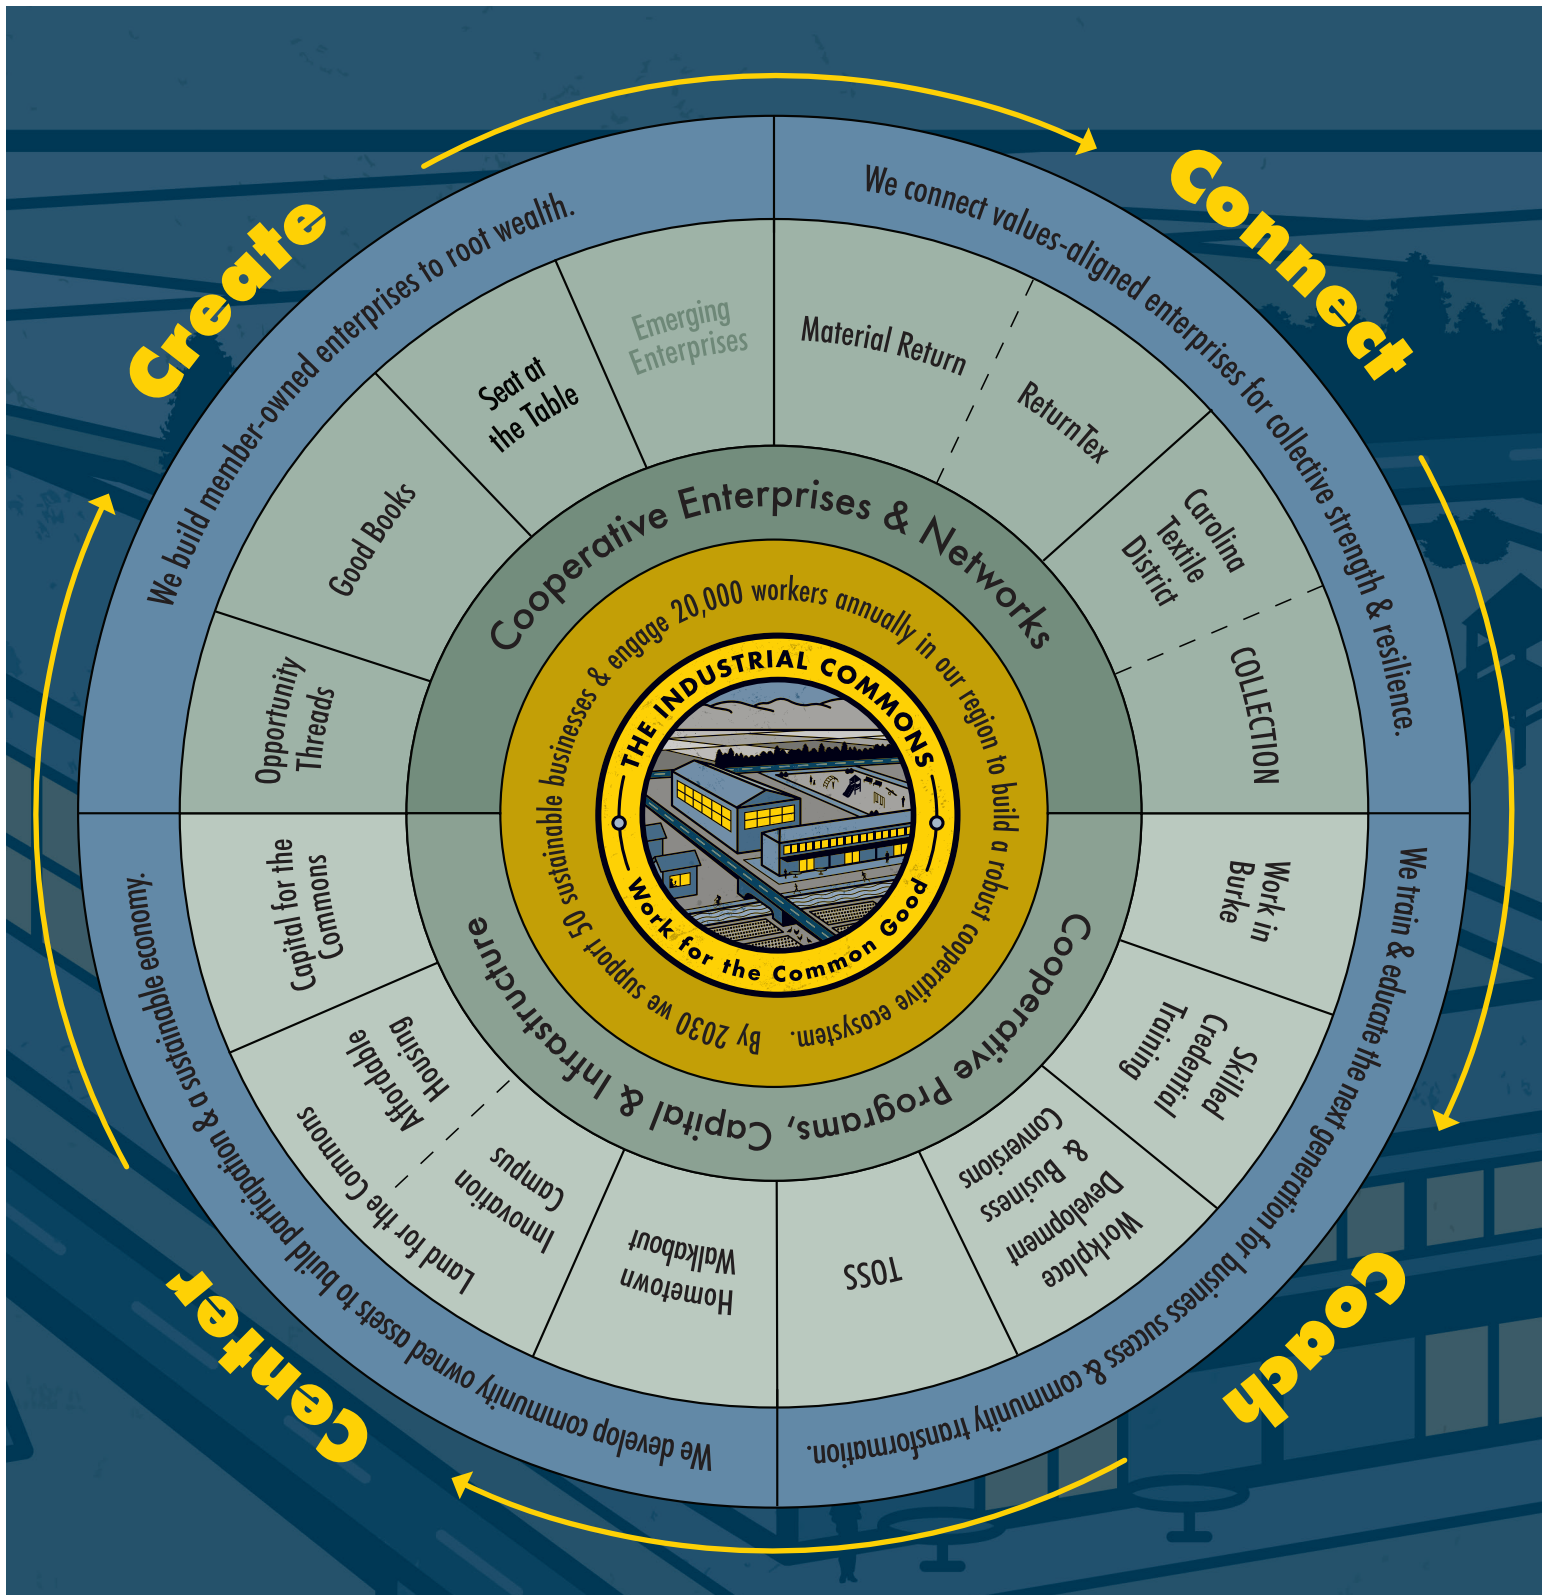 Create
Connect
Coach
Center
We build member-owned enterprises to root wealth.
We connect values-aligned enterprises for collective strength & resilience.
We train & educate the next generation for business success & community transformation.
We develop community owned assets to build participation & a sustainable economy.
Opportunity
Threads
Good Books
Seat at
the Table
Emerging
Enterprises
Material Return
ReturnTex
Carolina
Textile
District
COLLECTION
Work in
Burke
Skilled
Credential
Training
Workplace
Development
& Business
Conversions
TOSS
Hometown
Walkabout
Innovation
Campus
Land for the Commons
Affordable
Housing
Capital for the
Commons
Cooperative Enterprises & Networks
Cooperative Programs, Capital & Infrastructure
By 2030 we support 50 sustainable businesses & engage 20,000 workers annually in our region to build a robust cooperative ecosystem.
THE INDUSTRIAL COMMONS
Work for the Common Good